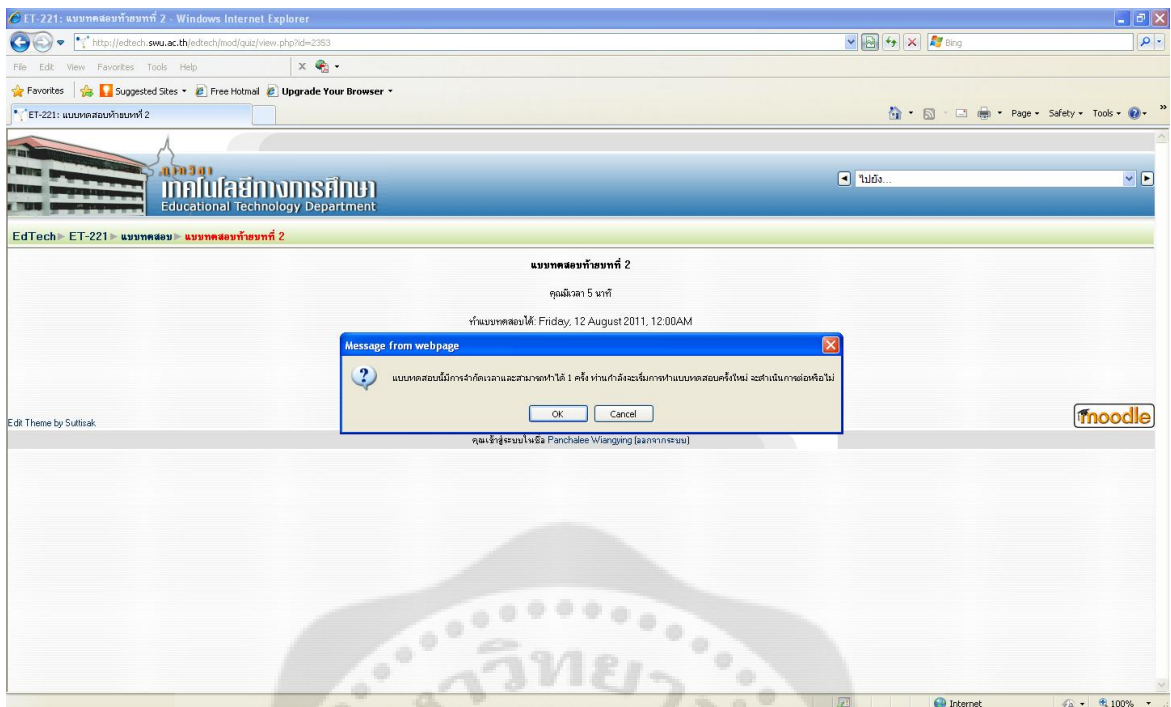 ET-221: แบบทดสอบท้ายบทที่ 2 - Windows Internet Explorer
http://edtech.swu.ac.th/edtech/mod/quiz/view.php?id=2353
Bing
File Edit View Favorites Tools Help
X
Favorites Suggested Sites Free Hotmail Upgrade Your Browser
ET-221: แบบทดสอบท้ายบทที่ 2
Page Safety Tools
ภาควิชา
เทคโนโลยีทางการศึกษา
Educational Technology Department
ไปยัง...
EdTech ► ET-221 ► แบบทดสอบ ► แบบทดสอบท้ายบทที่ 2
แบบทดสอบท้ายบทที่ 2
คุณมีเวลา 5 นาที
ทำแบบทดสอบได้: Friday, 12 August 2011, 12:00AM
Message from webpage
แบบทดสอบนี้มีการจำกัดเวลาและสามารถทำได้ 1 ครั้ง ท่านกำลังจะเริ่มการทำแบบทดสอบครั้งใหม่ จะดำเนินการต่อหรือไม่
OK Cancel
Edit Theme by Suttisak
moodle
คุณเข้าสู่ระบบในชื่อ Panchalee Wiangying (ออกจากระบบ)
Internet
100%